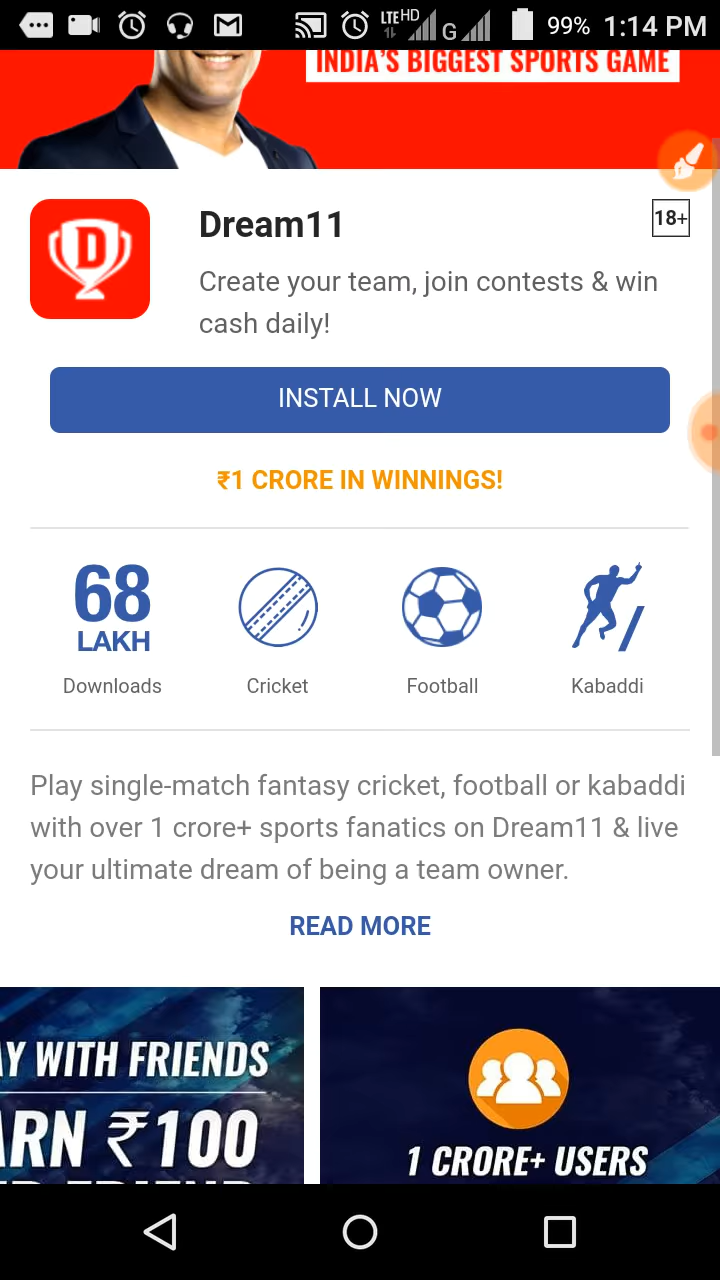 LTE HD G 99% 1:14 PM
INDIA'S BIGGEST SPORTS GAME
D
Dream11
18+
Create your team, join contests & win
cash daily!
INSTALL NOW
₹1 CRORE IN WINNINGS!
68
LAKH
Downloads
Cricket
Football
Kabaddi
Play single-match fantasy cricket, football or kabaddi
with over 1 crore+ sports fanatics on Dream11 & live
your ultimate dream of being a team owner.
READ MORE
AY WITH FRIENDS
ARN ₹100
1 CRORE+ USERS